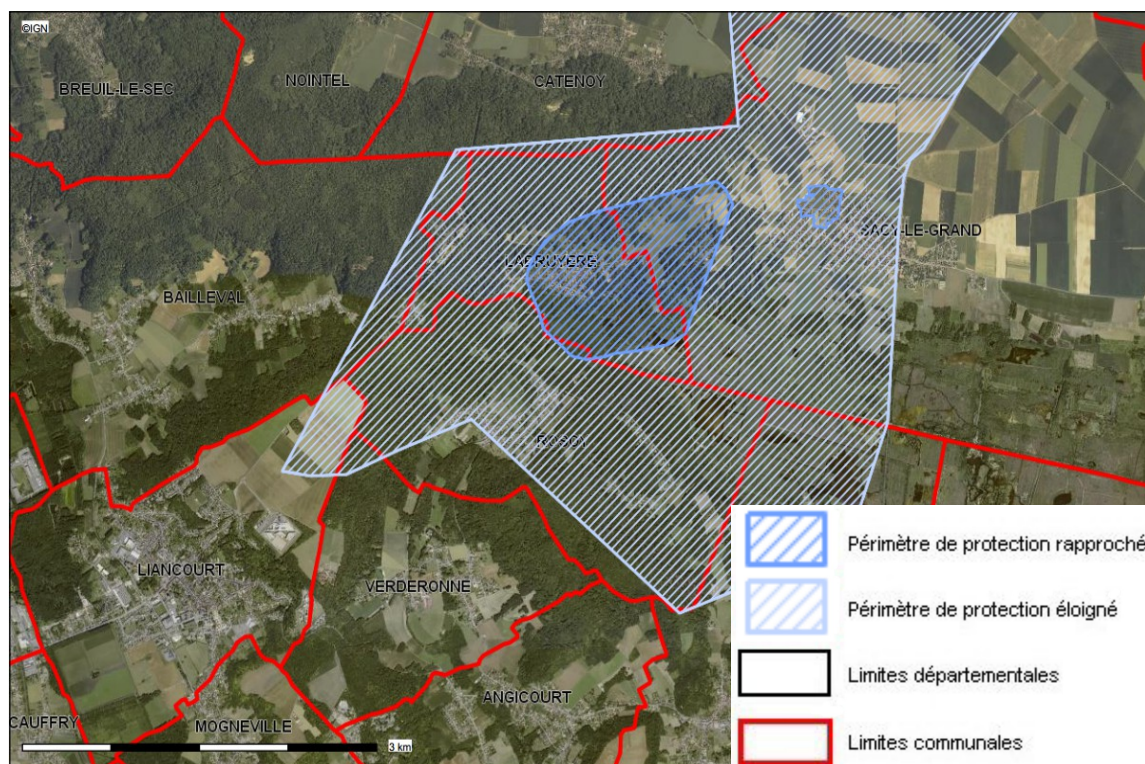 ©IGN
NOINTEL
BREUIL-LE-SEC
CATENOY
SACY-LE-GRAND
LABRUYERE
BAILLEVAL
ROSOY
LIANCOURT
VERDERONNE
ANGICOURT
CAUFFRY
MOGNEVILLE
3 km
Périmètre de protection rapproché
Périmètre de protection éloigné
Limites départementales
Limites communales